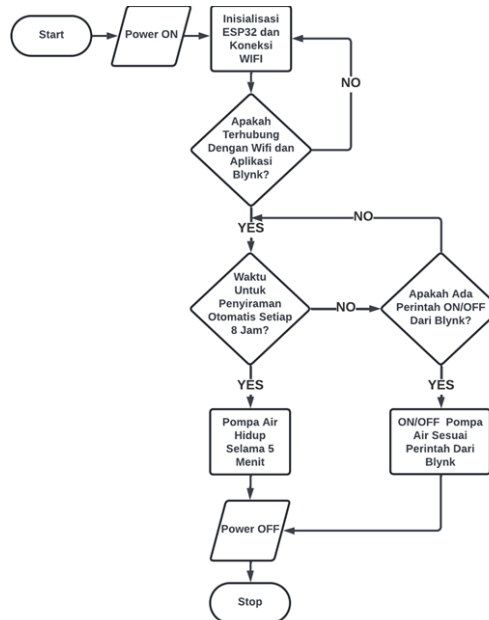 Start
Power ON
Inisialisasi
ESP32 dan
Koneksi
WIFI
NO
Apakah
Terhubung
Dengan Wifi dan
Aplikasi
Blynk?
NO
YES
Waktu
Untuk
Penyiraman
Otomatis Setiap
8 Jam?
NO
Apakah Ada
Perintah ON/OFF
Dari Blynk?
YES
YES
Pompa Air
Hidup
Selama 5
Menit
ON/OFF Pompa
Air Sesuai
Perintah Dari
Blynk
Power OFF
Stop